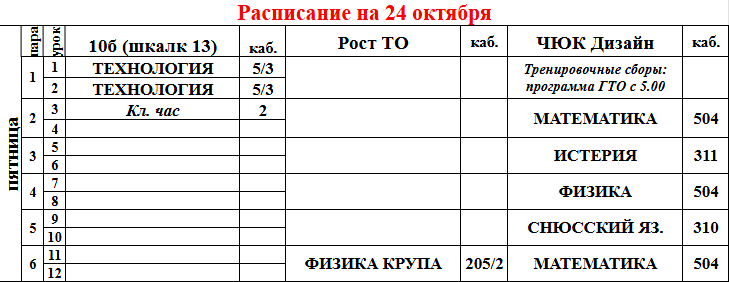 Расписание на 24 октября
пара урок 10б (шкалк 13) каб. Рост ТО каб. ЧЮК Дизайн каб.
пятница
1 1 ТЕХНОЛОГИЯ 5/3 Тренировочные сборы:
2 ТЕХНОЛОГИЯ 5/3 программа ГТО с 5.00
2 3 Кл. час 2 МАТЕМАТИКА 504
4
3 5 ИСТЕРИЯ 311
6
4 7 ФИЗИКА 504
8
5 9 СНЮССКИЙ ЯЗ. 310
10
6 11 ФИЗИКА КРУПА 205/2 МАТЕМАТИКА 504
12